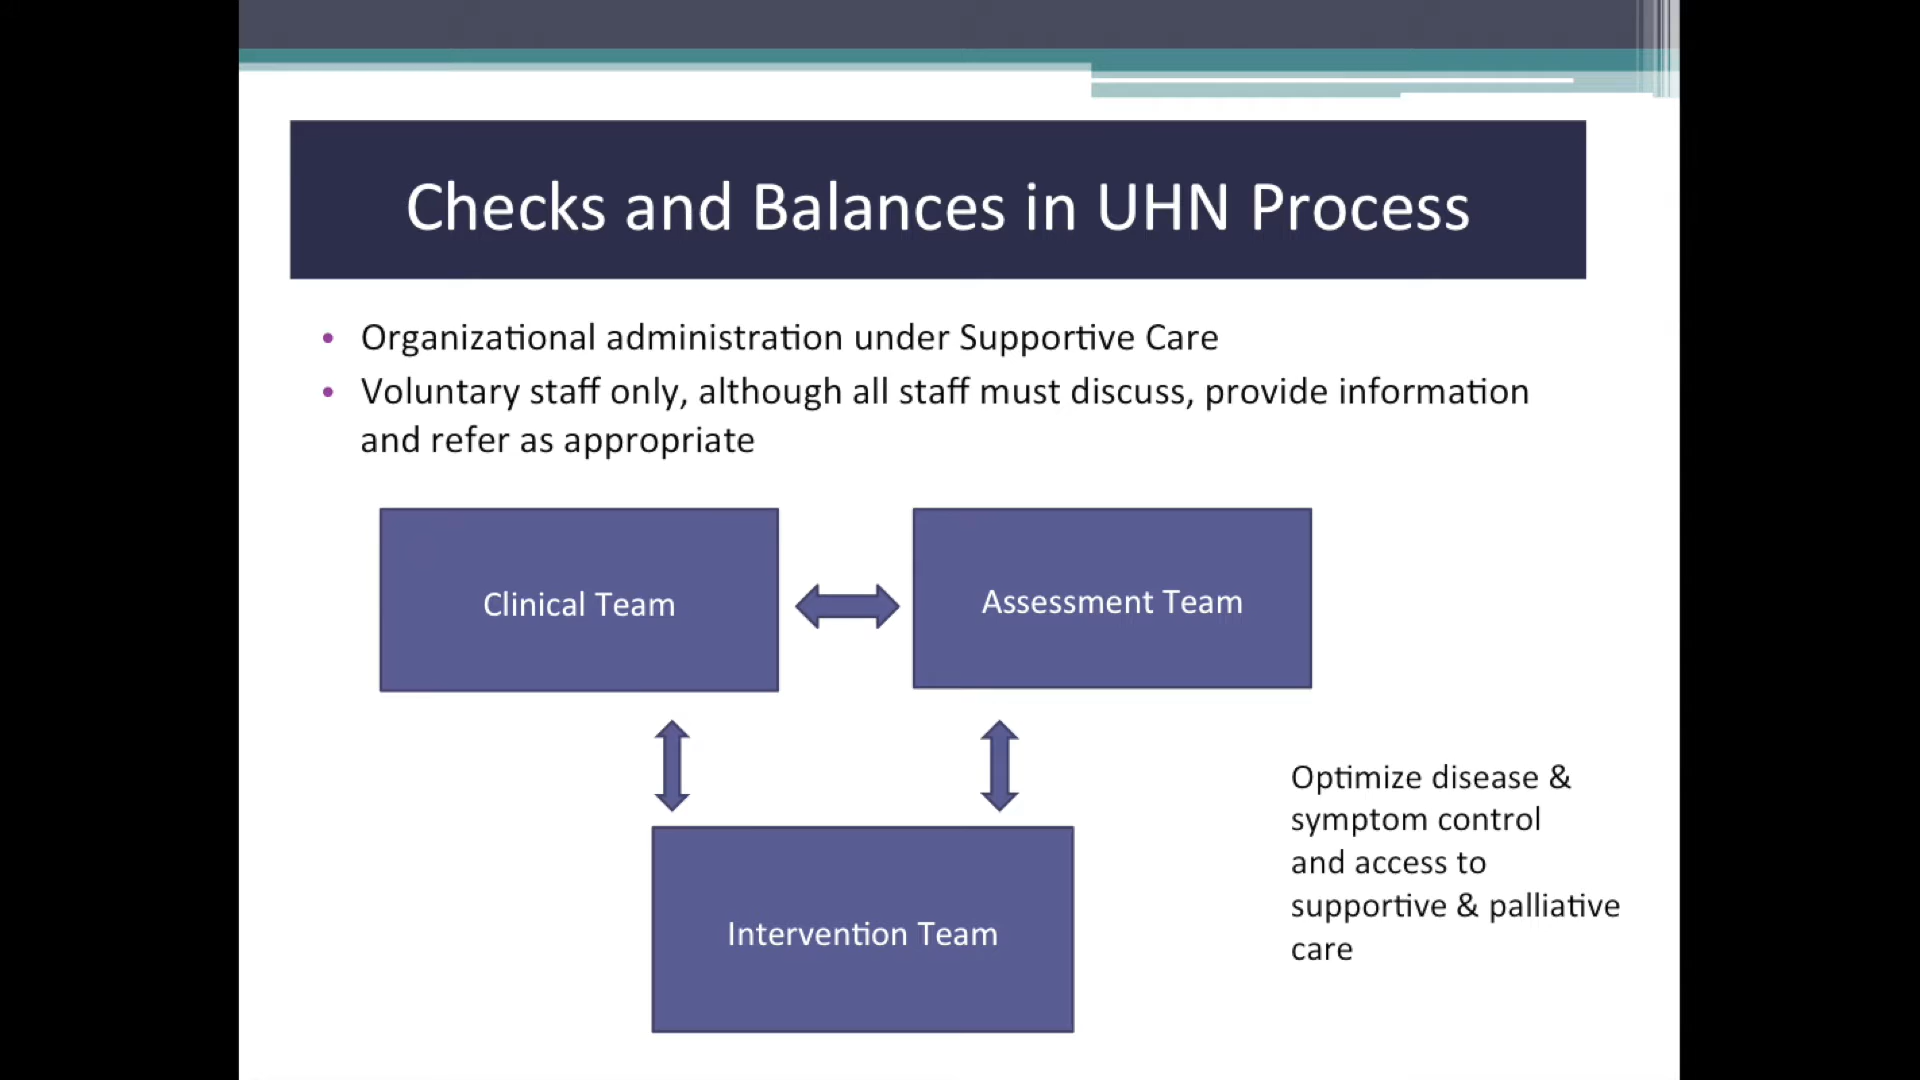 Checks and Balances in UHN Process
• Organizational administration under Supportive Care
• Voluntary staff only, although all staff must discuss, provide information
and refer as appropriate
Clinical Team
Assessment Team
Intervention Team
Optimize disease &
symptom control
and access to
supportive & palliative
care